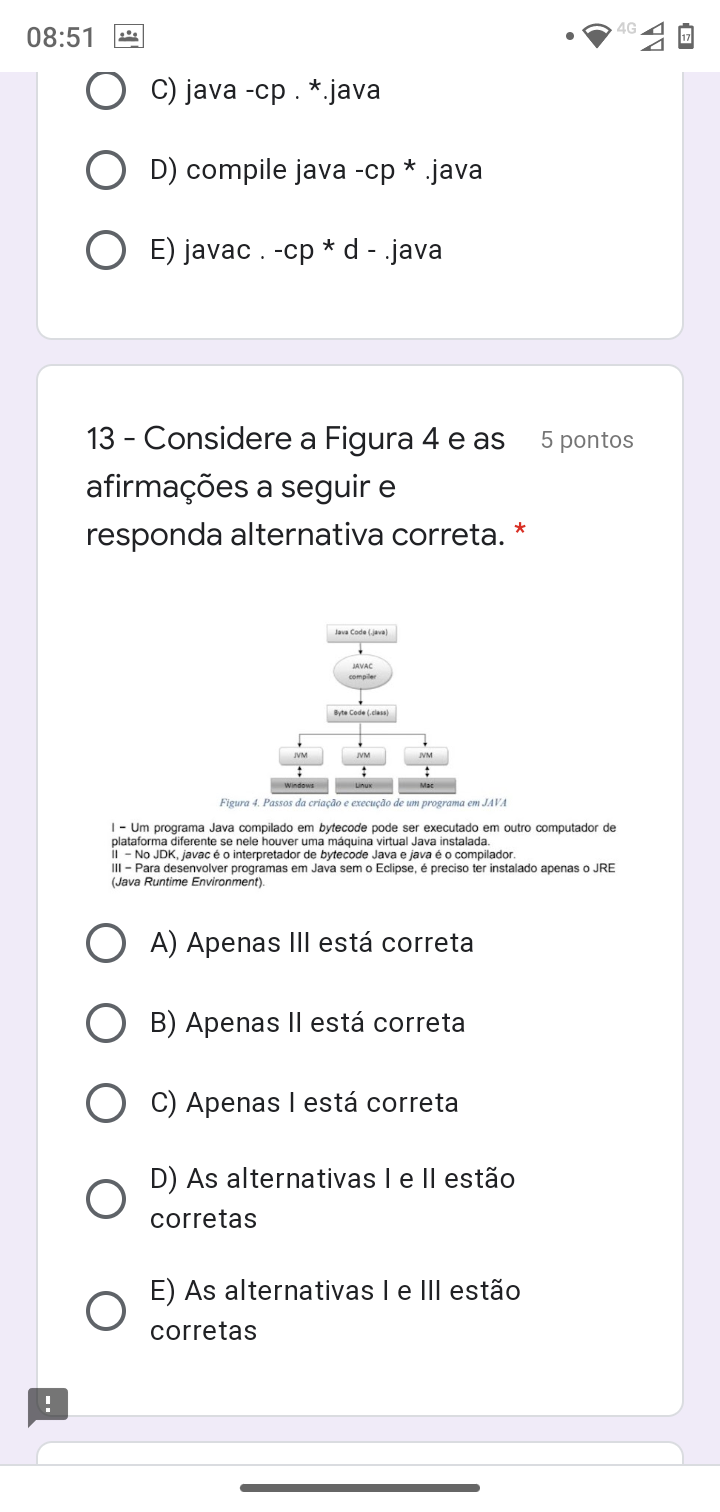 08:51
4G
17
C) java -cp . *.java
D) compile java -cp * .java
E) javac . -cp * d - .java
13 - Considere a Figura 4 e as
5 pontos
afirmações a seguir e
responda alternativa correta. *
Java Code (.java)
JAVAC
compiler
Byte Code (.class)
JVM
JVM
JVM
Windows
Linux
Mac
Figura 4. Passos da criação e execução de um programa em JAVA
I – Um programa Java compilado em bytecode pode ser executado em outro computador de
plataforma diferente se nele houver uma máquina virtual Java instalada.
II – No JDK, javac é o interpretador de bytecode Java e java é o compilador.
III – Para desenvolver programas em Java sem o Eclipse, é preciso ter instalado apenas o JRE
(Java Runtime Environment).
A) Apenas III está correta
B) Apenas II está correta
C) Apenas I está correta
D) As alternativas I e II estão
corretas
E) As alternativas I e III estão
corretas